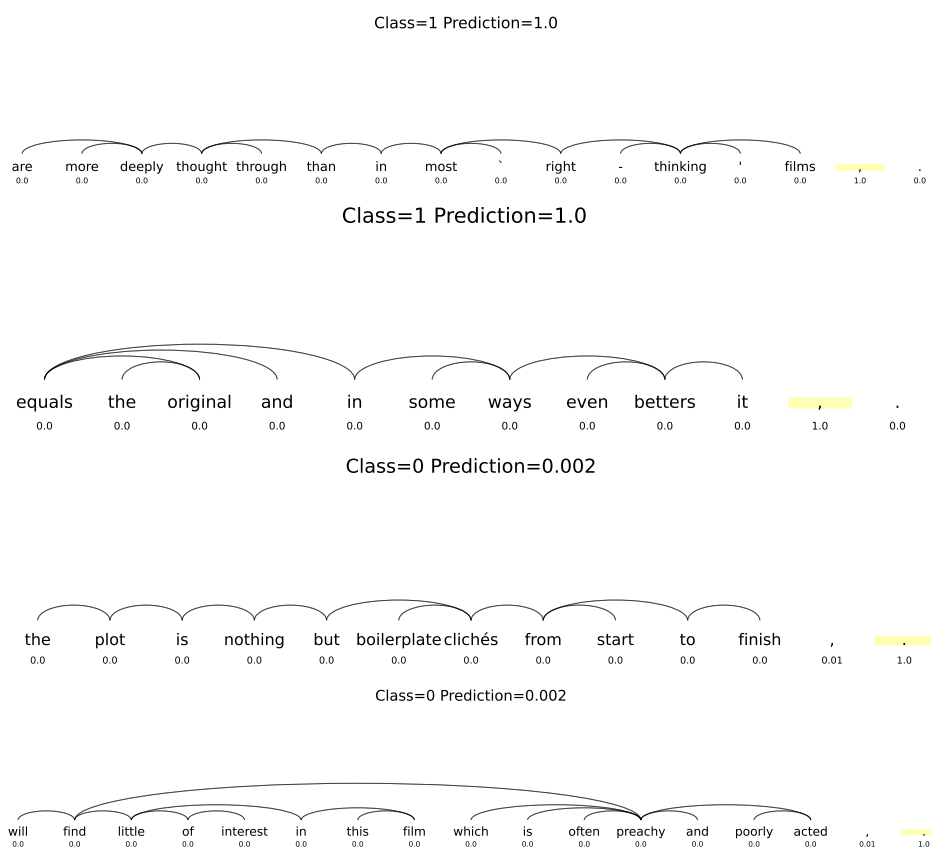 Class=1 Prediction=1.0
are more deeply thought through than in most ` right - thinking ' films , .
0.0 0.0 0.0 0.0 0.0 0.0 0.0 0.0 0.0 0.0 0.0 0.0 0.0 0.0 1.0 0.0
Class=1 Prediction=1.0
equals the original and in some ways even betters it , .
0.0 0.0 0.0 0.0 0.0 0.0 0.0 0.0 0.0 0.0 1.0 0.0
Class=0 Prediction=0.002
the plot is nothing but boilerplate clichés from start to finish , .
0.0 0.0 0.0 0.0 0.0 0.0 0.0 0.0 0.0 0.0 0.0 0.01 1.0
Class=0 Prediction=0.002
will find little of interest in this film which is often preachy and poorly acted , .
0.0 0.0 0.0 0.0 0.0 0.0 0.0 0.0 0.0 0.0 0.0 0.0 0.0 0.0 0.0 0.01 1.0